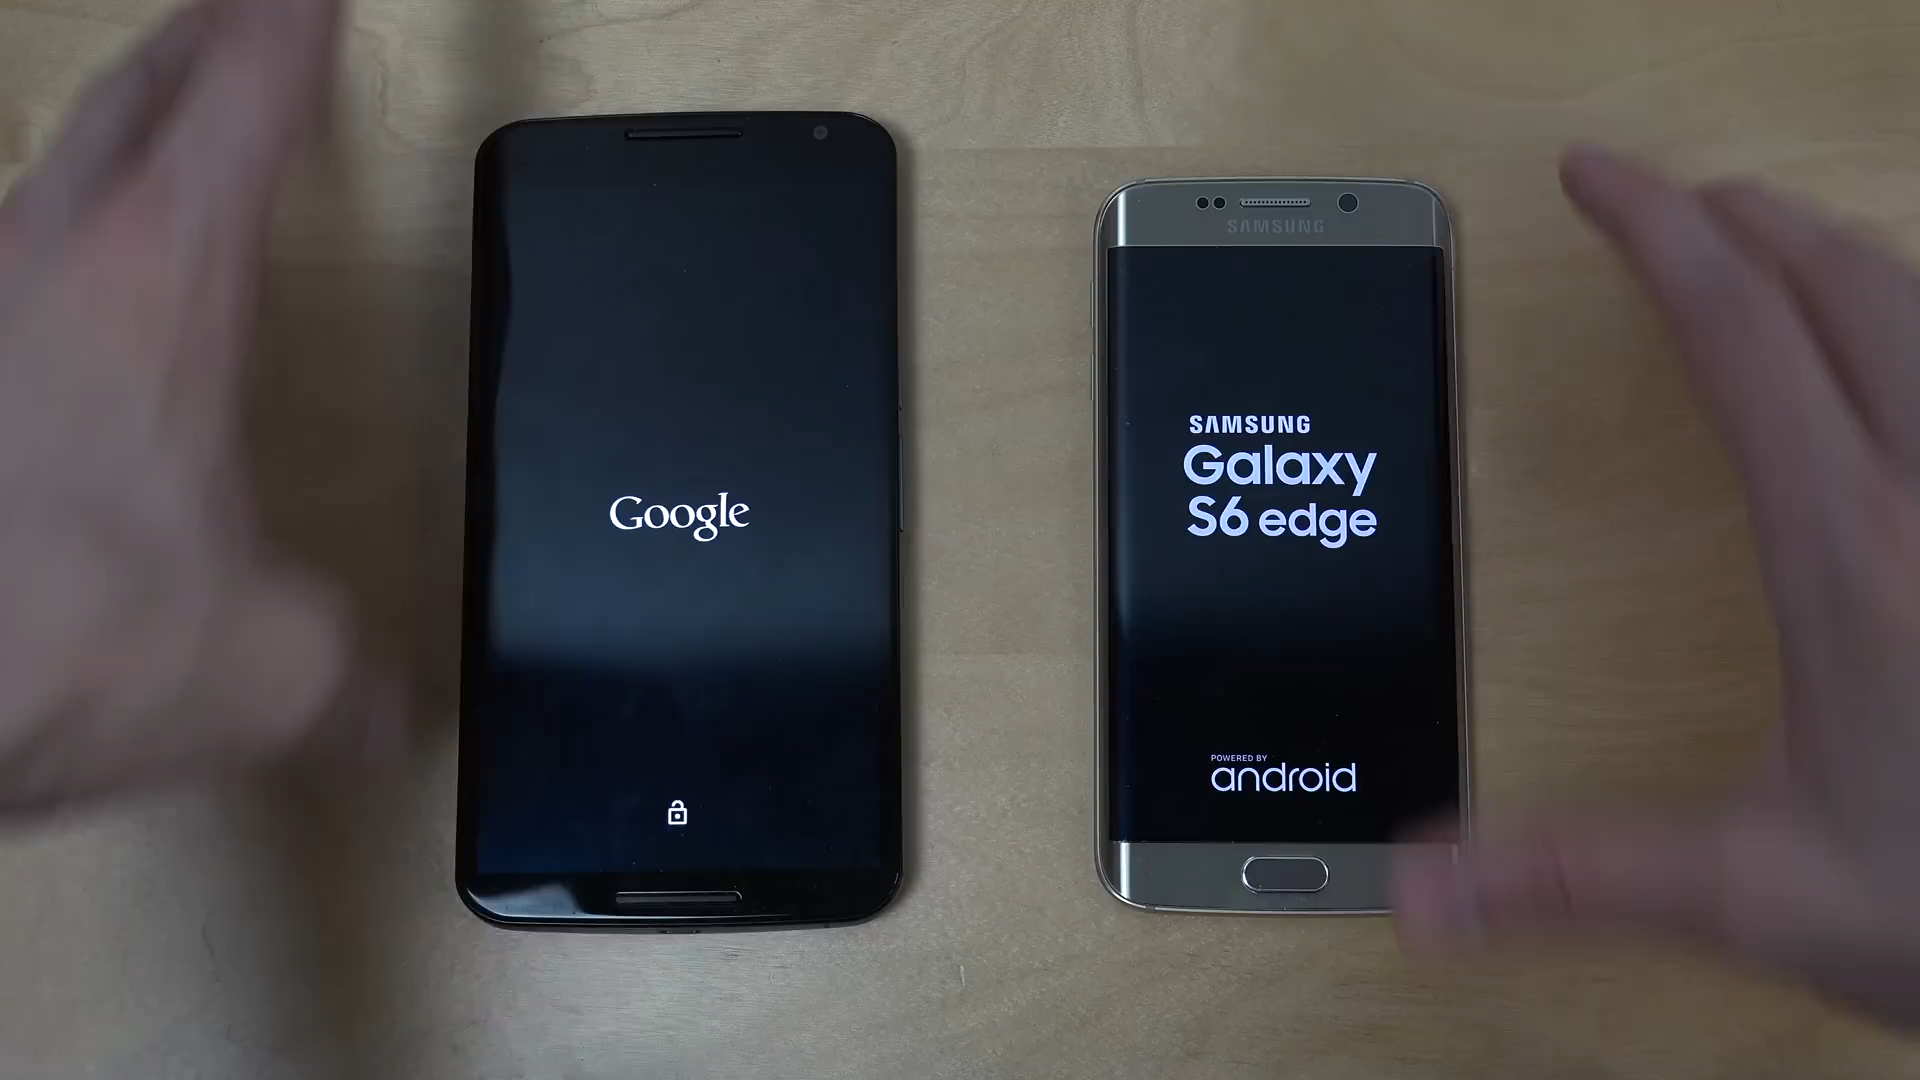 Google
SAMSUNG
SAMSUNG
Galaxy
S6 edge
POWERED BY
android